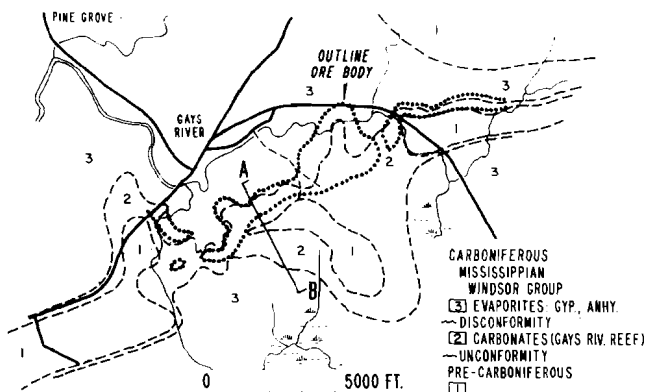 PINE GROVE
1
OUTLINE
ORE BODY
3
3
GAYS
RIVER
1
3
2
3
A
2
1
2
1
B
3
1
CARBONIFEROUS
MISSISSIPPIAN
WINDSOR GROUP
3 EVAPORITES: GYP., ANHY.
DISCONFORMITY
2 CARBONATES (GAYS RIV. REEF)
UNCONFORMITY
PRE-CARBONIFEROUS
1
0 5000 FT.